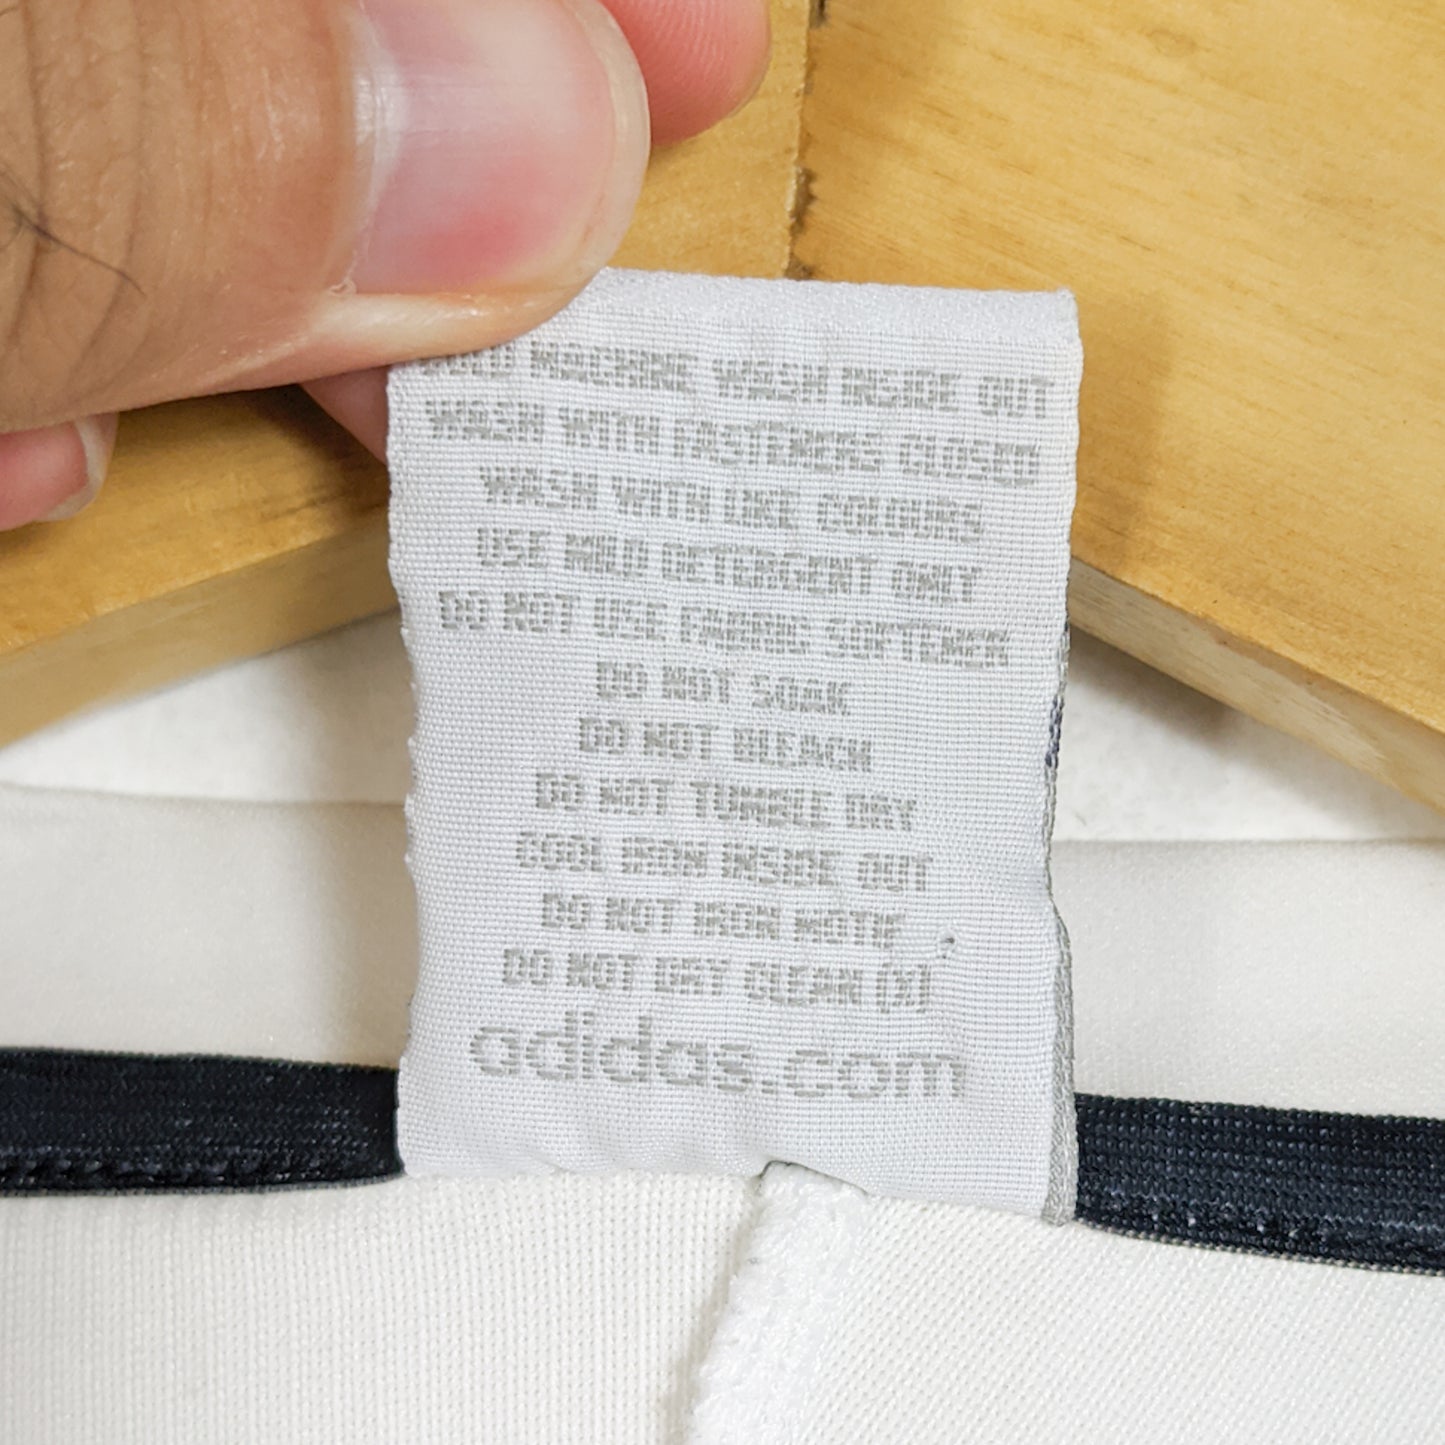 COLD MACHINE WASH INSIDE OUT
WASH WITH FASTENERS CLOSED
WASH WITH LIKE COLOURS
USE MILD DETERGENT ONLY
DO NOT USE FABRIC SOFTENER
DO NOT SOAK
DO NOT BLEACH
DO NOT TUMBLE DRY
COOL IRON INSIDE OUT
DO NOT IRON MOTIF
DO NOT DRY CLEAN (X)
adidas.com